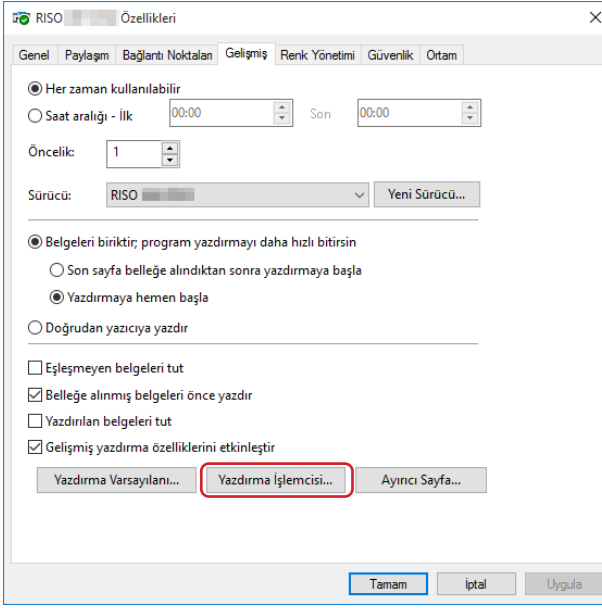 RISO Özellikleri
Genel Paylaşım Bağlantı Noktaları Gelişmiş Renk Yönetimi Güvenlik Ortam
Her zaman kullanılabilir
Saat aralığı - İlk 00:00 Son 00:00
Öncelik: 1
Sürücü: RISO Yeni Sürücü...
Belgeleri biriktir; program yazdırmayı daha hızlı bitirsin
Son sayfa belleğe alındıktan sonra yazdırmaya başla
Yazdırmaya hemen başla
Doğrudan yazıcıya yazdır
Eşleşmeyen belgeleri tut
Belleğe alınmış belgeleri önce yazdır
Yazdırılan belgeleri tut
Gelişmiş yazdırma özelliklerini etkinleştir
Yazdırma Varsayılanı... Yazdırma İşlemcisi... Ayırıcı Sayfa...
Tamam İptal Uygula